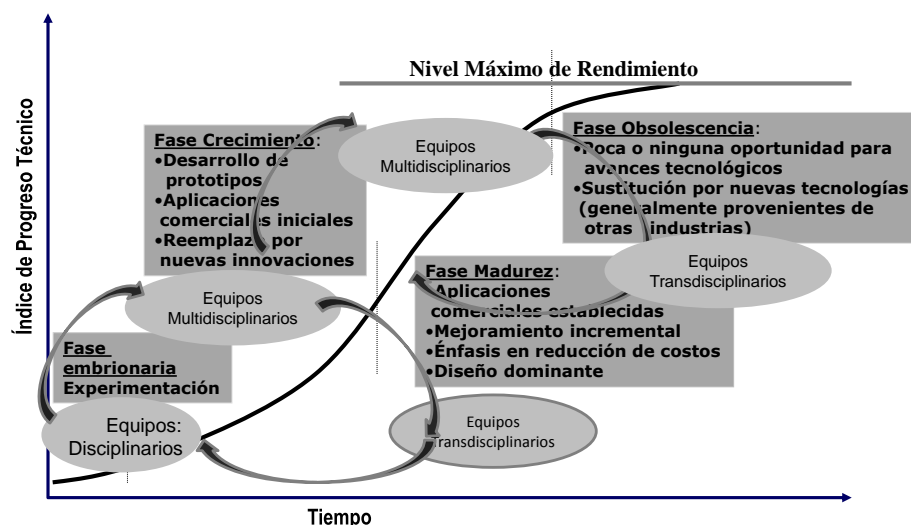 Nivel Máximo de Rendimiento
Índice de Progreso Técnico
Fase Crecimiento:
•Desarrollo de
prototipos
•Aplicaciones
comerciales iniciales
•Reemplazo por
nuevas innovaciones
Equipos
Multidisciplinarios
Fase Obsolescencia:
•Poca o ninguna oportunidad para
avances tecnológicos
•Sustitución por nuevas tecnologías
(generalmente provenientes de
otras industrias)
Equipos
Transdisciplinarios
Equipos
Multidisciplinarios
Fase Madurez:
•Aplicaciones
comerciales establecidas
•Mejoramiento incremental
•Énfasis en reducción de costos
•Diseño dominante
Fase
embrionaria
Experimentación
Equipos:
Disciplinarios
Equipos
Transdisciplinarios
Tiempo